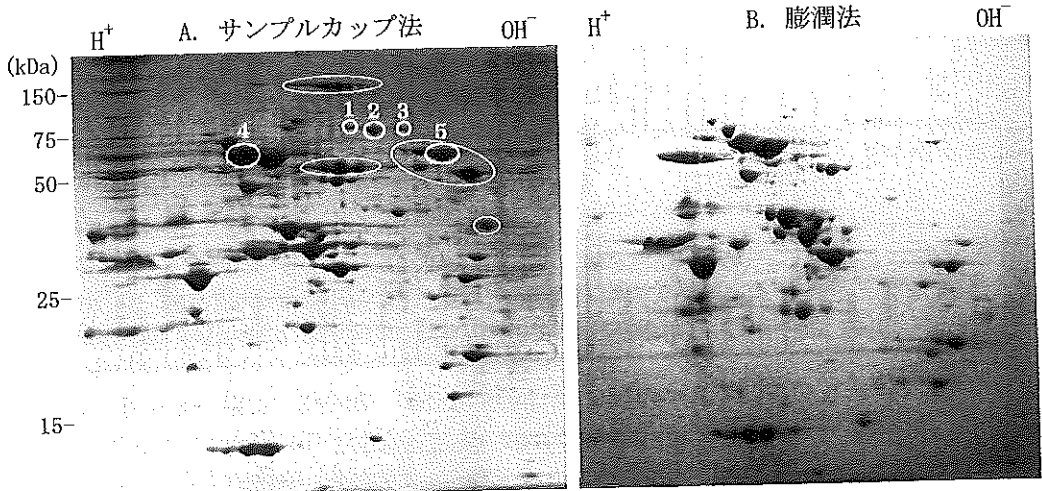 A. サンプルカップ法
H⁺ OH⁻
B. 膨潤法
H⁺ OH⁻
(kDa)
150-
75-
50-
25-
15-
1 2 3
4 5